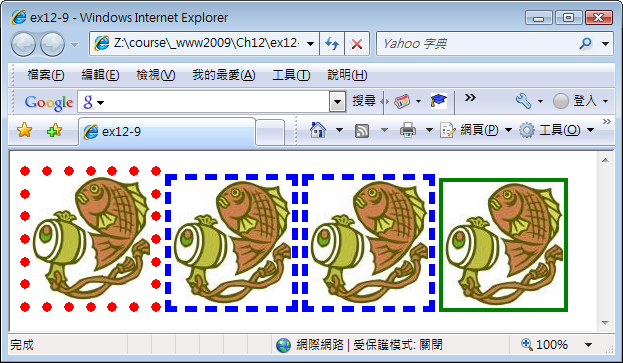 ex12-9 - Windows Internet Explorer
Z:\course\_www2009\Ch12\ex12- Yahoo 字典
檔案(F) 編輯(E) 檢視(V) 我的最愛(A) 工具(T) 說明(H)
Google g 搜尋 » 登入
ex12-9 網頁(P) 工具(O) »
完成 網際網路 | 受保護模式: 關閉 100%